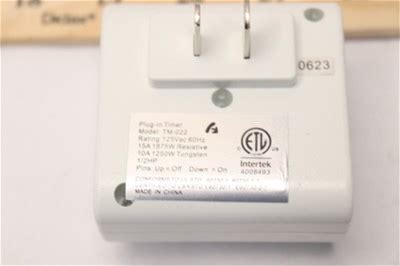 0623
Plug-in Timer
Model: TM-022
Rating 125Vac 60Hz
15A 1875W Resistive
10A 1250W Tungsten
1/2HP
Pins: Up = Off Down = On
ETL
Intertek
4008493
MADE IN CHINA